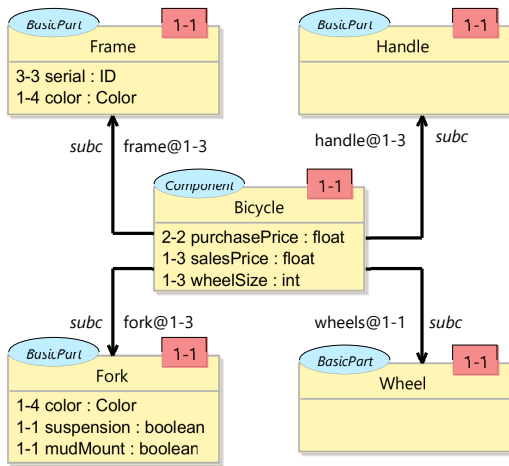 BasicPart 1-1
Frame
3-3 serial : ID
1-4 color : Color
BasicPart 1-1
Handle
subc frame@1-3
handle@1-3 subc
Component 1-1
Bicycle
2-2 purchasePrice : float
1-3 salesPrice : float
1-3 wheelSize : int
subc fork@1-3
wheels@1-1 subc
BasicPart 1-1
Fork
1-4 color : Color
1-1 suspension : boolean
1-1 mudMount : boolean
BasicPart 1-1
Wheel